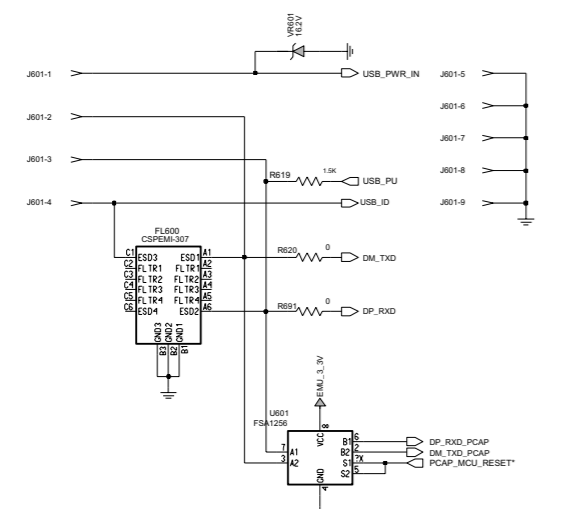 VR601
16.2V
J601-1
USB_PWR_IN
J601-5
J601-2
J601-6
J601-7
J601-3
R619
1.5K
USB_PU
J601-8
J601-4
USB_ID
J601-9
FL600
CSPEMI-307
C1
ESD3
ESD1
A1
C2
FLTR1
FLTR1
A2
C3
FLTR2
FLTR2
A3
C4
FLTR3
FLTR3
A4
C5
FLTR4
FLTR4
A5
C6
ESD4
ESD2
A6
GND3
GND2
GND1
B3
B2
B1
R620
0
DM_TXD
R691
0
DP_RXD
EMU_3_3V
U601
FSA1256
8
VCC
7
A1
3
A2
B1
6
DP_RXD_PCAP
B2
2
DM_TXD_PCAP
S1
?X
PCAP_MCU_RESET*
S2
5
GND
4